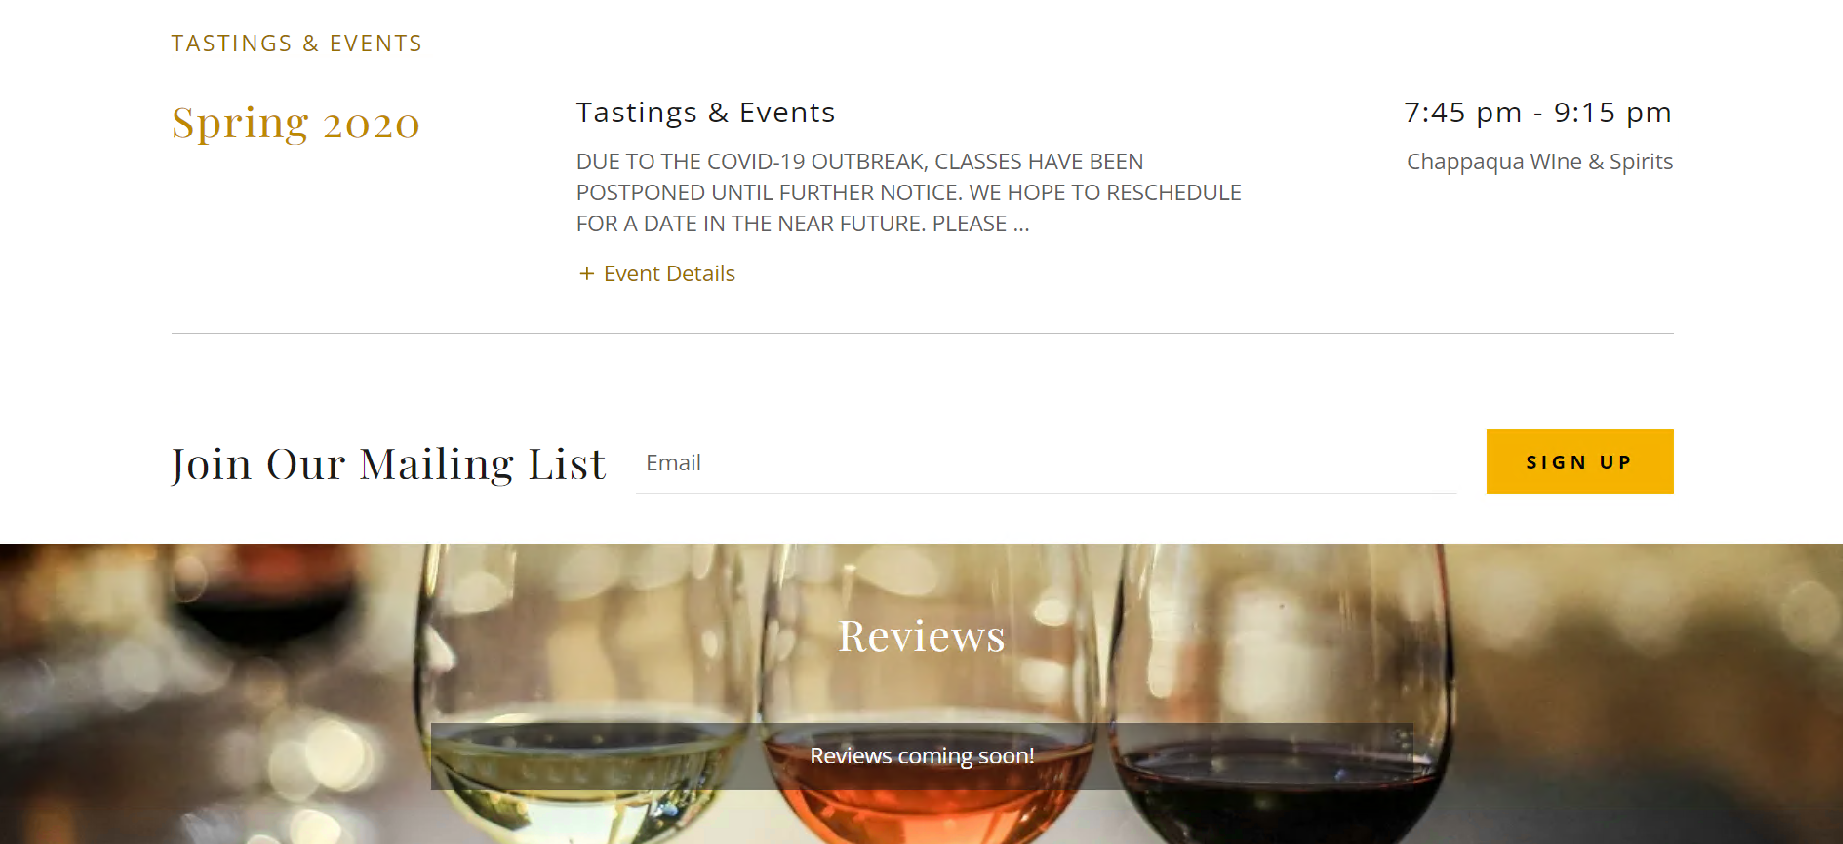 TASTINGS & EVENTS
Spring 2020
Tastings & Events
7:45 pm - 9:15 pm
DUE TO THE COVID-19 OUTBREAK, CLASSES HAVE BEEN
POSTPONED UNTIL FURTHER NOTICE. WE HOPE TO RESCHEDULE
FOR A DATE IN THE NEAR FUTURE. PLEASE ...
Chappaqua WIne & Spirits
+ Event Details
Join Our Mailing List
Email
SIGN UP
Reviews
Reviews coming soon!